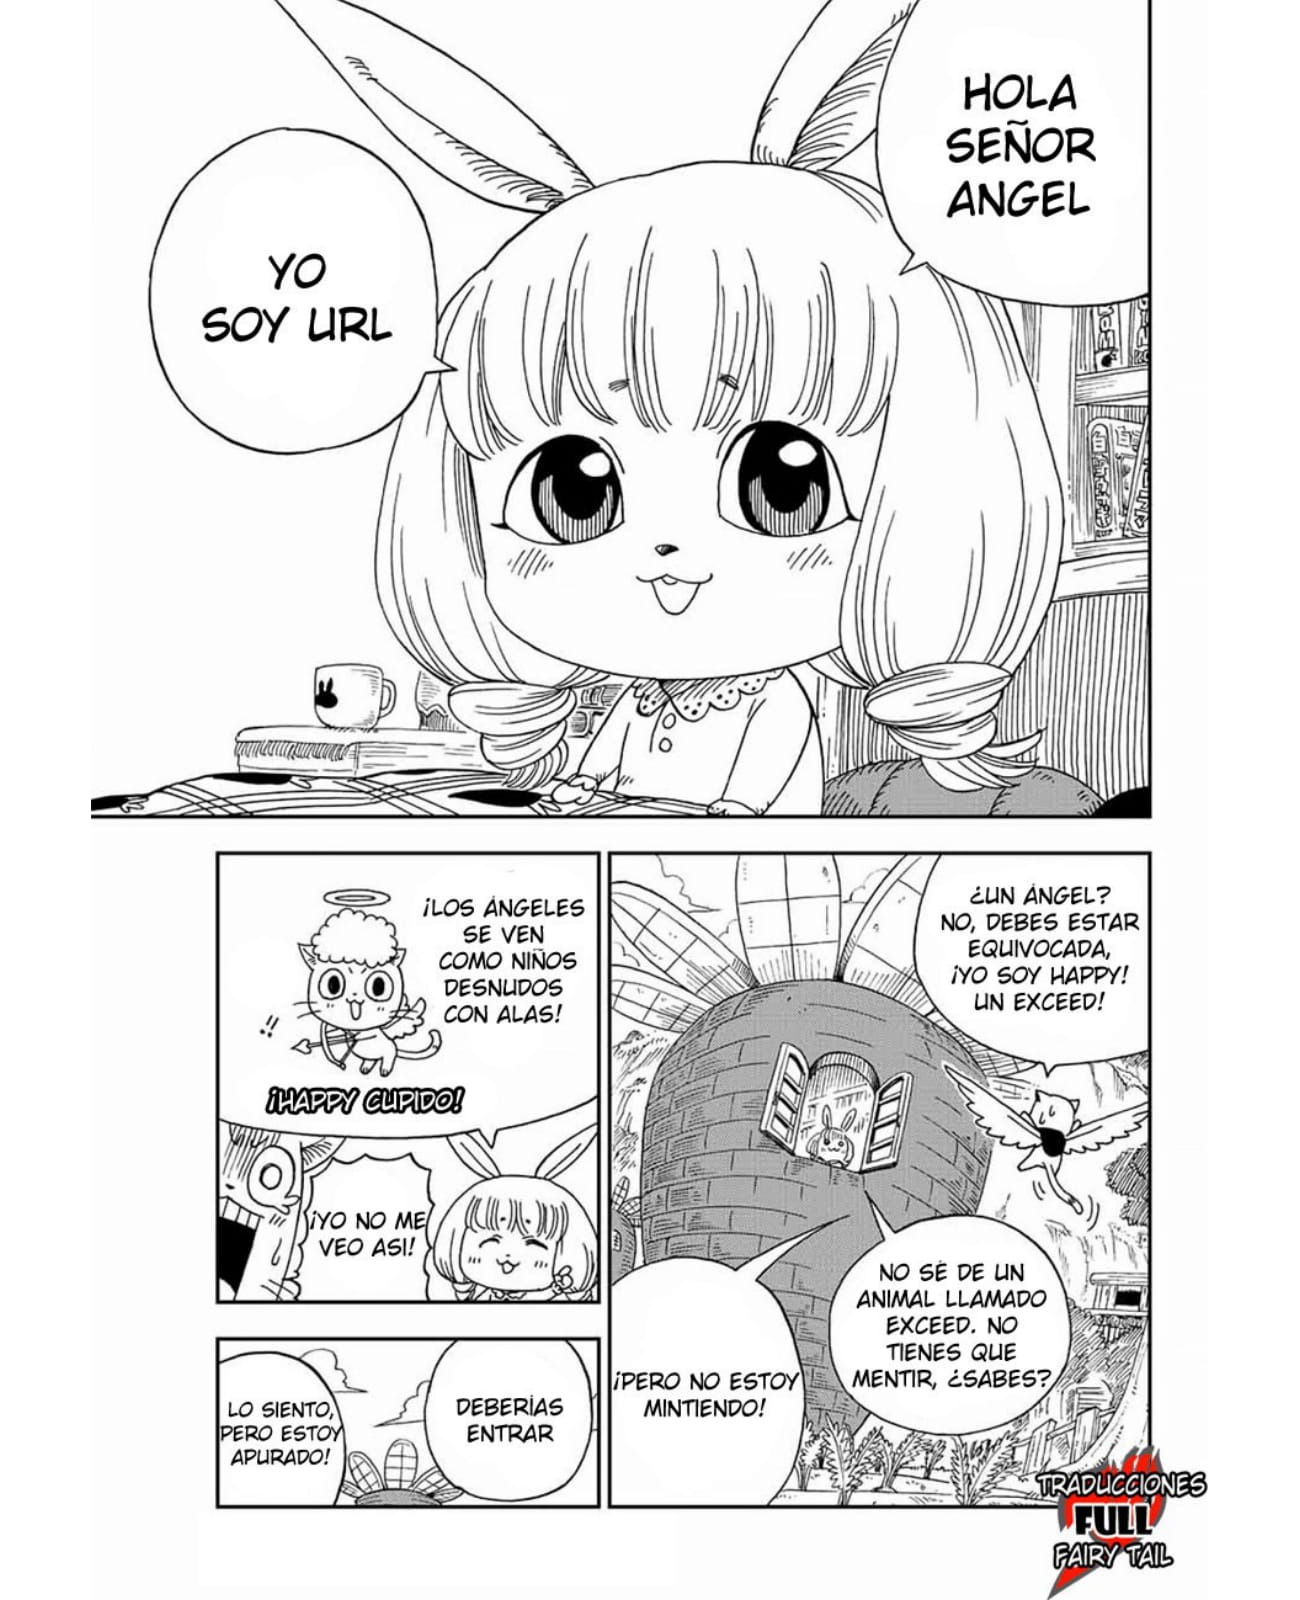 HOLA
SEÑOR
ANGEL
YO
SOY URL
¿UN ÁNGEL?
NO, DEBES ESTAR
EQUIVOCADA,
¡YO SOY HAPPY!
UN EXCEED!
NO SÉ DE UN
ANIMAL LLAMADO
EXCEED. NO
TIENES QUE
MENTIR, ¿SABES?
¡PERO NO ESTOY
MINTIENDO!
¡LOS ÁNGELES
SE VEN
COMO NIÑOS
DESNUDOS
CON ALAS!
!!
¡HAPPY CUPIDO!
¡YO NO ME
VEO ASI!
DEBERÍAS
ENTRAR
LO SIENTO,
PERO ESTOY
APURADO!
TRADUCCIONES
FULL
FAIRY TAIL